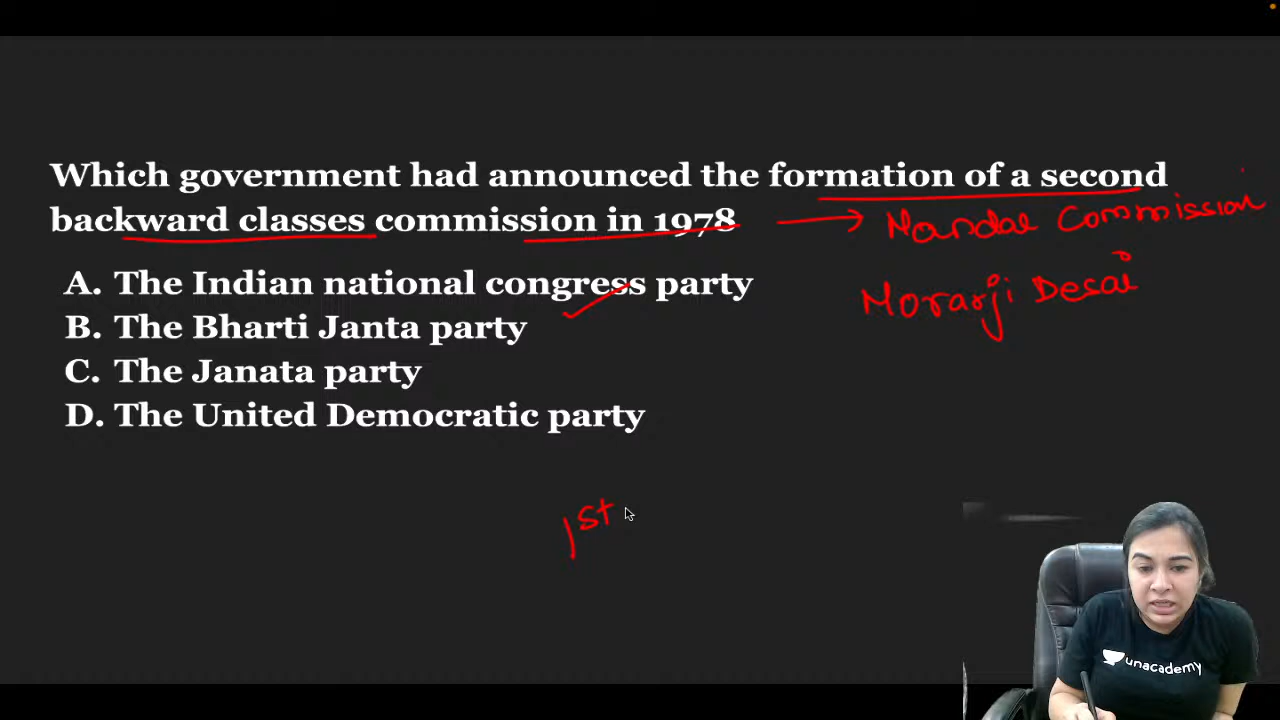 Which government had announced the formation of a second
backward classes commission in 1978
Mandal Commission
A. The Indian national congress party
Morarji Desai
B. The Bharti Janta party
C. The Janata party
D. The United Democratic party
1st
unacademy